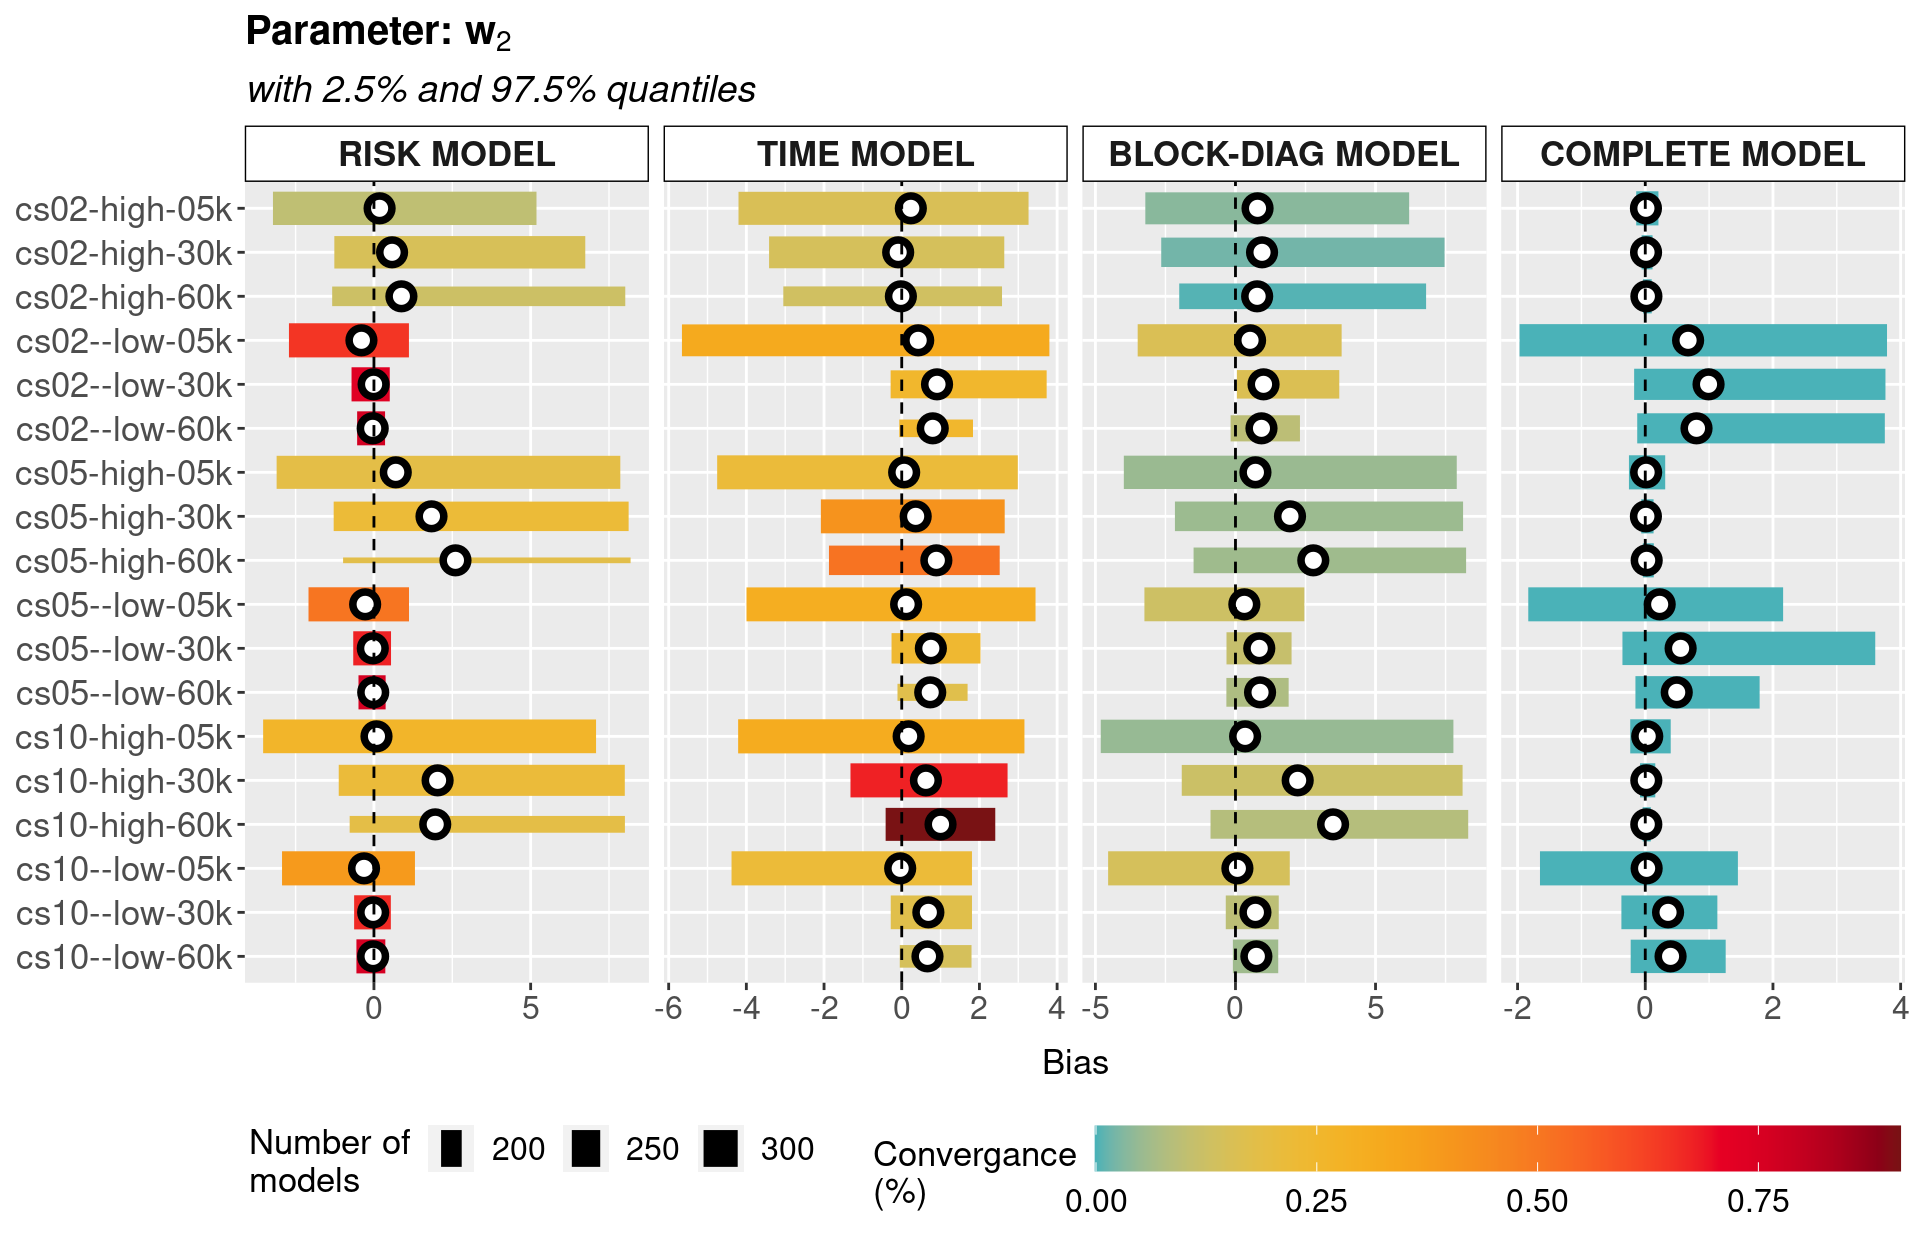 Parameter: w₂
with 2.5% and 97.5% quantiles
RISK MODEL TIME MODEL BLOCK-DIAG MODEL COMPLETE MODEL
cs02-high-05k
cs02-high-30k
cs02-high-60k
cs02--low-05k
cs02--low-30k
cs02--low-60k
cs05-high-05k
cs05-high-30k
cs05-high-60k
cs05--low-05k
cs05--low-30k
cs05--low-60k
cs10-high-05k
cs10-high-30k
cs10-high-60k
cs10--low-05k
cs10--low-30k
cs10--low-60k
0 5 -6 -4 -2 0 2 4 -5 0 5 -2 0 2 4
Bias
Number of
models
200 250 300
Convergance
(%)
0.00 0.25 0.50 0.75